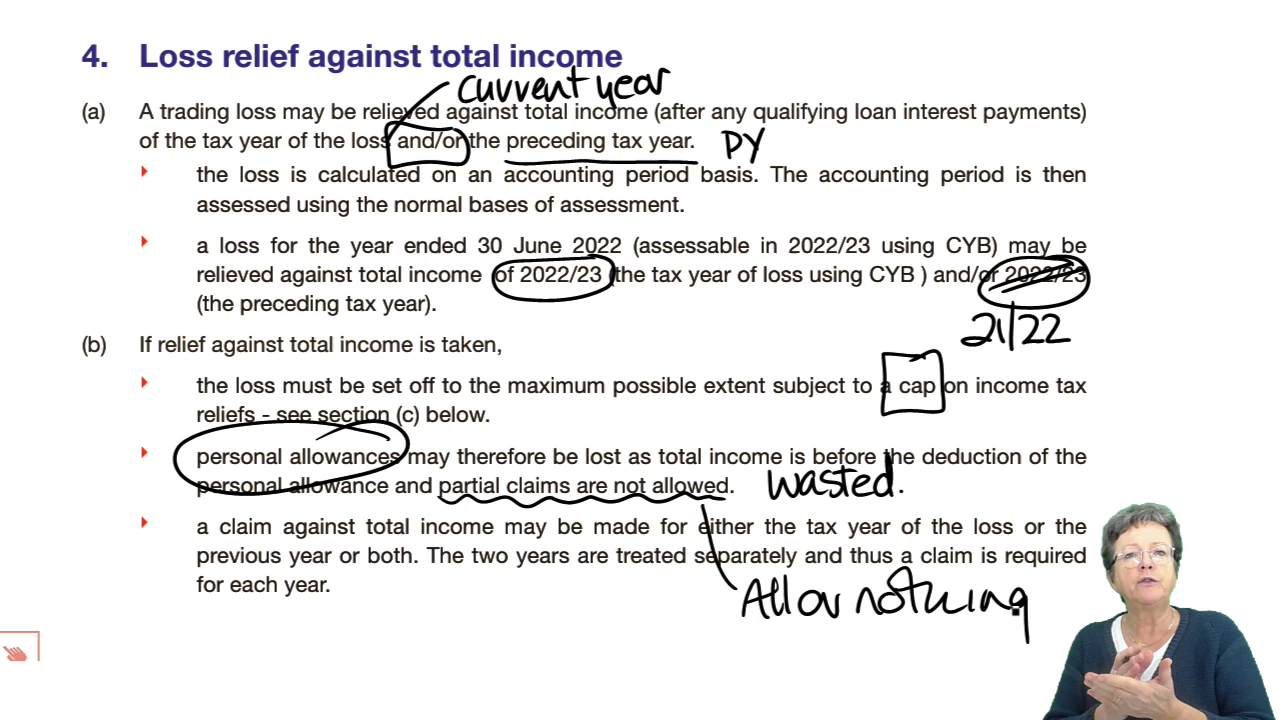 4. Loss relief against total income
current year
(a) A trading loss may be relieved against total income (after any qualifying loan interest payments)
of the tax year of the loss and/or the preceding tax year. PY
the loss is calculated on an accounting period basis. The accounting period is then
assessed using the normal bases of assessment.
a loss for the year ended 30 June 2022 (assessable in 2022/23 using CYB) may be
relieved against total income of 2022/23 (the tax year of loss using CYB ) and/or 2022/23
(the preceding tax year).
21/22
(b) If relief against total income is taken,
the loss must be set off to the maximum possible extent subject to a cap on income tax
reliefs - see section (c) below.
personal allowances may therefore be lost as total income is before the deduction of the
personal allowance and partial claims are not allowed. wasted.
a claim against total income may be made for either the tax year of the loss or the
previous year or both. The two years are treated separately and thus a claim is required
for each year.
All or nothing